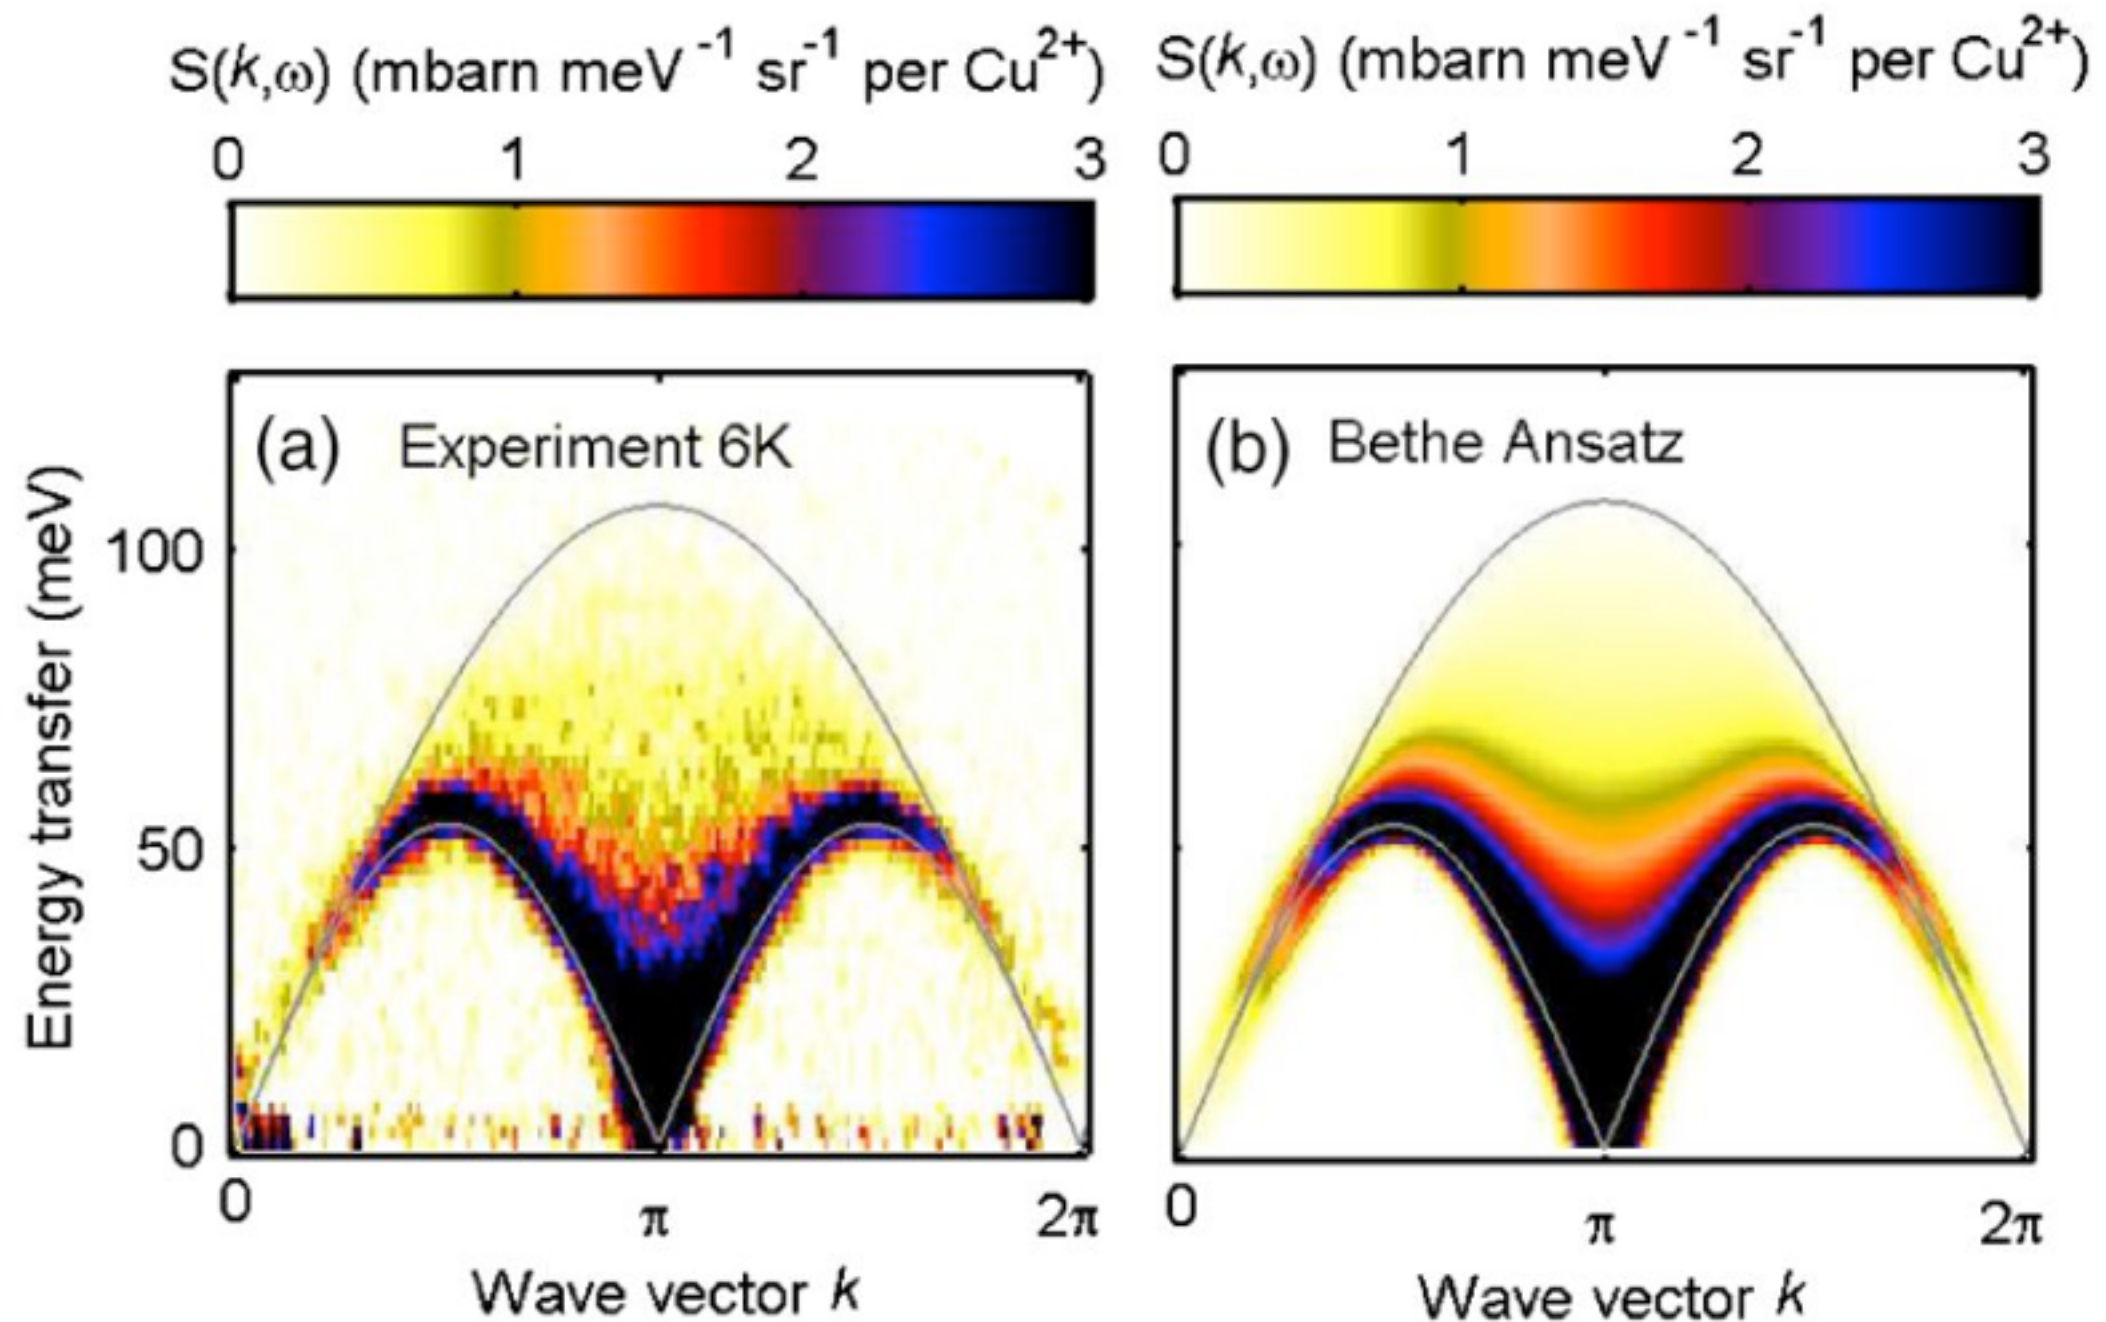 S(k,ω) (mbarn meV⁻¹ sr⁻¹ per Cu²⁺)
0 1 2 3
(a) Experiment 6K
Energy transfer (meV)
100
50
0
0 π 2π
Wave vector k
S(k,ω) (mbarn meV⁻¹ sr⁻¹ per Cu²⁺)
0 1 2 3
(b) Bethe Ansatz
0 π 2π
Wave vector k